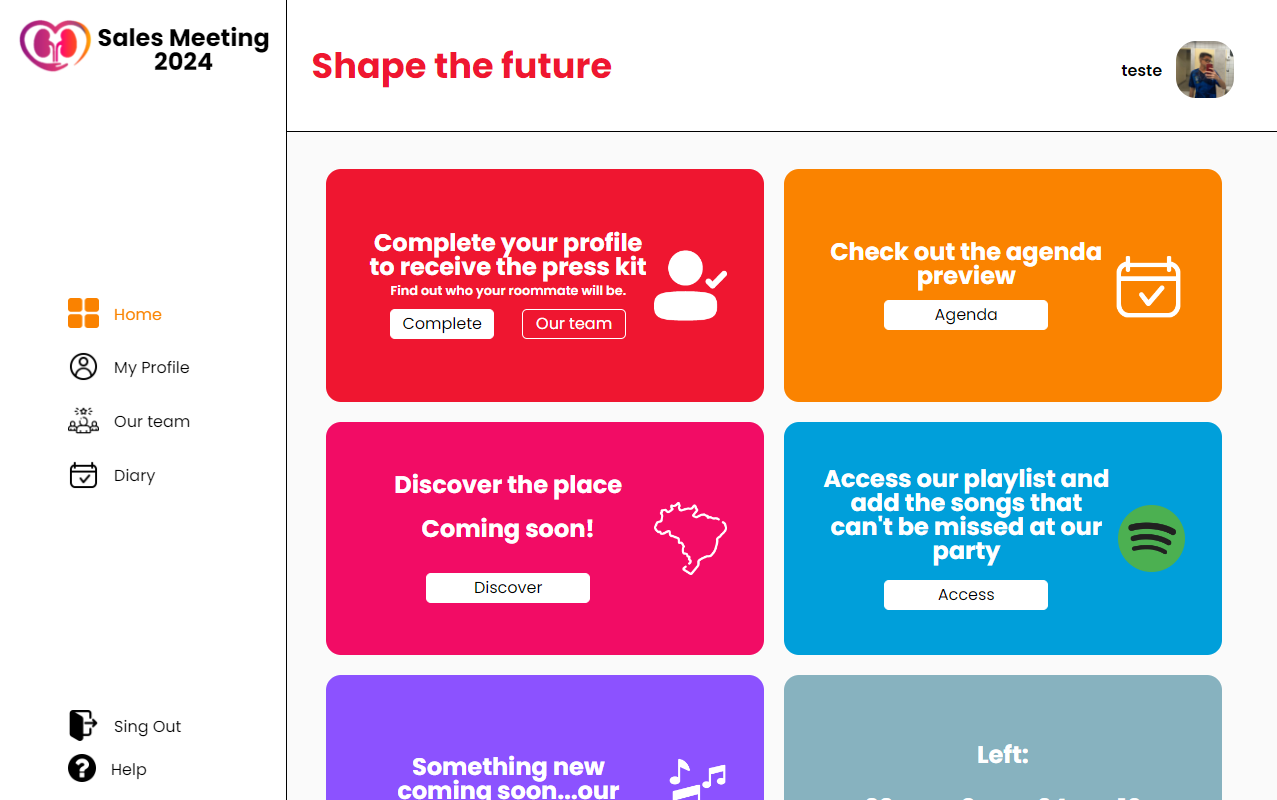 Sales Meeting
2024
Shape the future
teste
Home
My Profile
Our team
Diary
Sing Out
Help
Complete your profile
to receive the press kit
Find out who your roommate will be.
Complete
Our team
Check out the agenda
preview
Agenda
Discover the place
Coming soon!
Discover
Access our playlist and
add the songs that
can't be missed at our
party
Access
Something new
coming soon...our
Left: